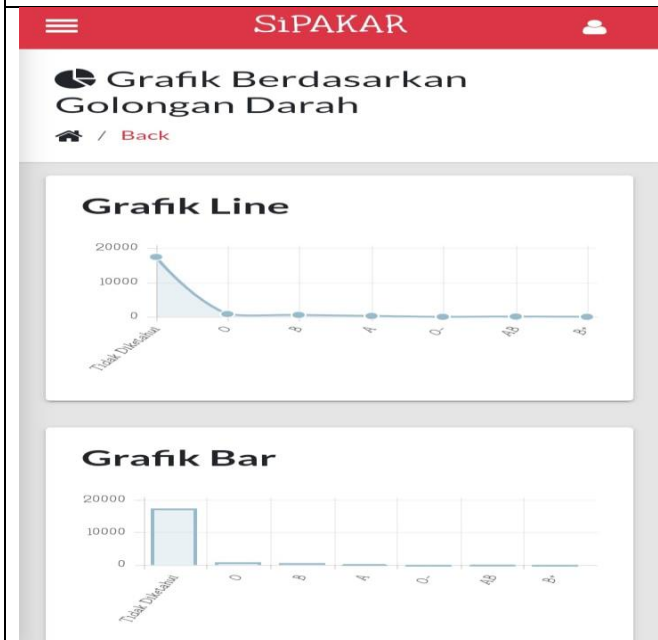 SiPAKAR
Grafik Berdasarkan
Golongan Darah
/ Back
Grafik Line
20000
10000
0
Tidak Diketahui
O
B
A
O-
AB
B+
Grafik Bar
20000
10000
0
Tidak Diketahui
O
B
A
O-
AB
B+